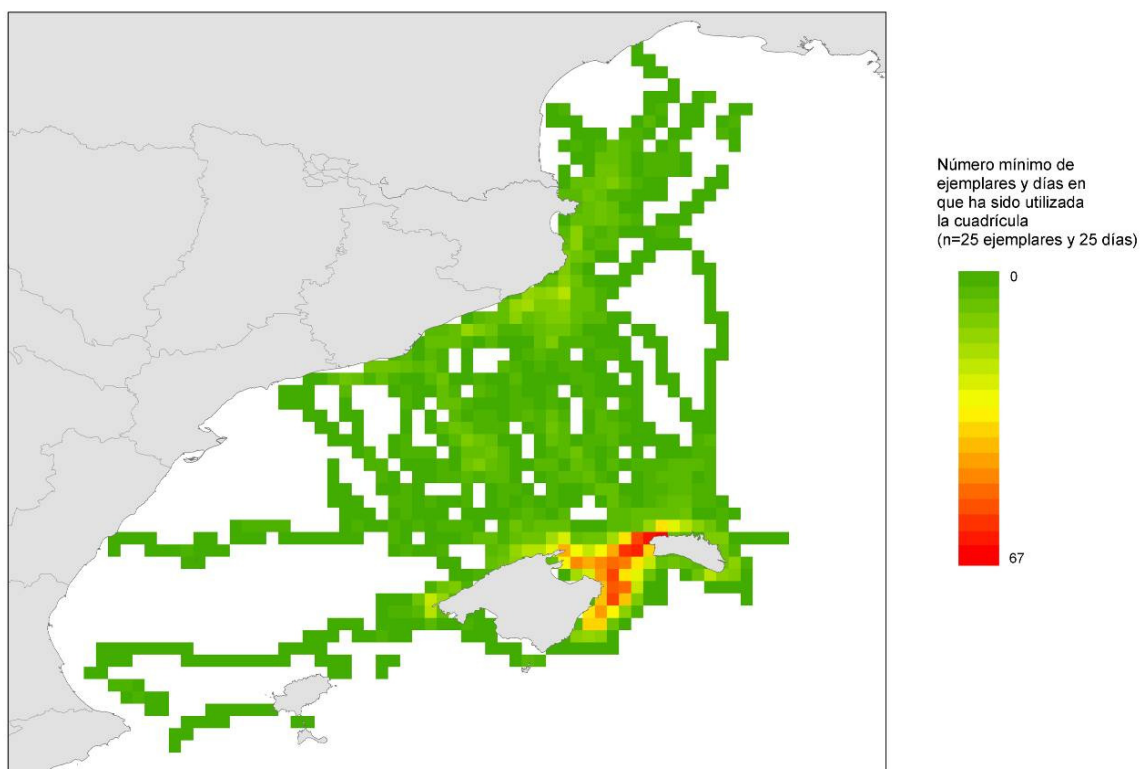 Número mínimo de
ejemplares y días en
que ha sido utilizada
la cuadrícula
(n=25 ejemplares y 25 días)
0
67